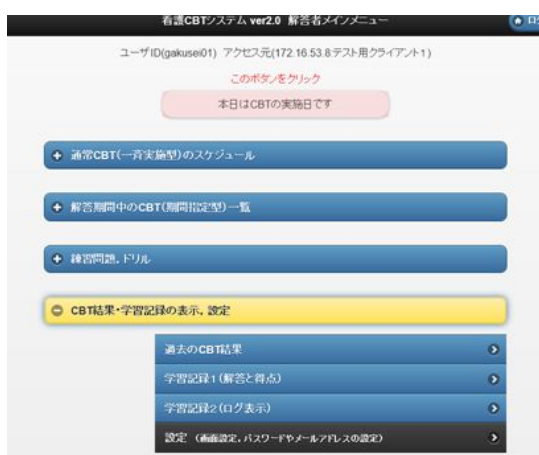 看護CBTシステム ver2.0 解答者メインメニュー
ユーザID(gakusei01) アクセス元(172.16.53.8:テスト用クライアント1)
このボタンをクリック
本日はCBTの実施日です
通常CBT(一斉実施型)のスケジュール
解答期間中のCBT(期間指定型)一覧
練習問題,ドリル
CBT結果・学習記録の表示, 設定
過去のCBT結果
学習記録1(解答と得点)
学習記録2(ログ表示)
設定 (画面設定, パスワードやメールアドレスの設定)